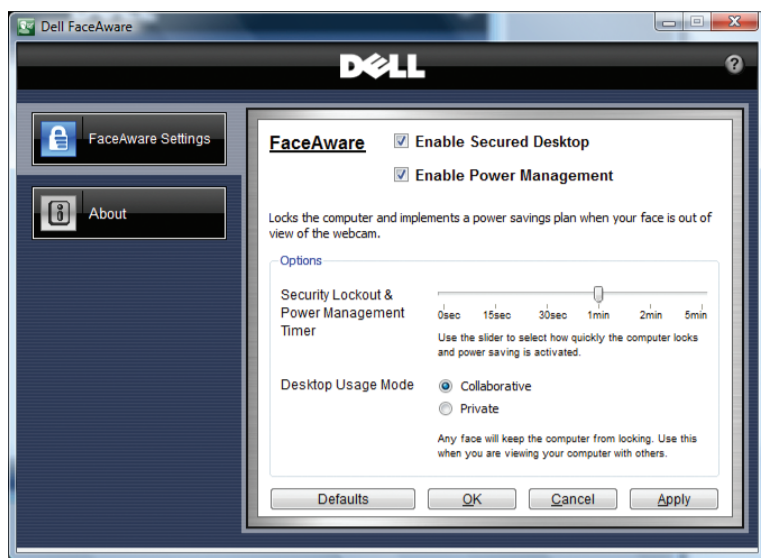 Dell FaceAware
DELL
?
FaceAware Settings
About
FaceAware
Enable Secured Desktop
Enable Power Management
Locks the computer and implements a power savings plan when your face is out of
view of the webcam.
Options
Security Lockout &
Power Management
Timer
0sec 15sec 30sec 1min 2min 5min
Use the slider to select how quickly the computer locks
and power saving is activated.
Desktop Usage Mode
Collaborative
Private
Any face will keep the computer from locking. Use this
when you are viewing your computer with others.
Defaults OK Cancel Apply